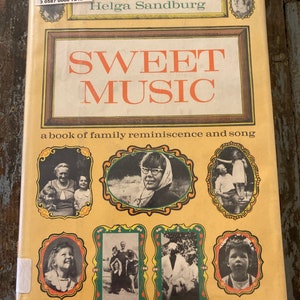 Helga Sandburg
SWEET
MUSIC
a book of family reminiscence and song